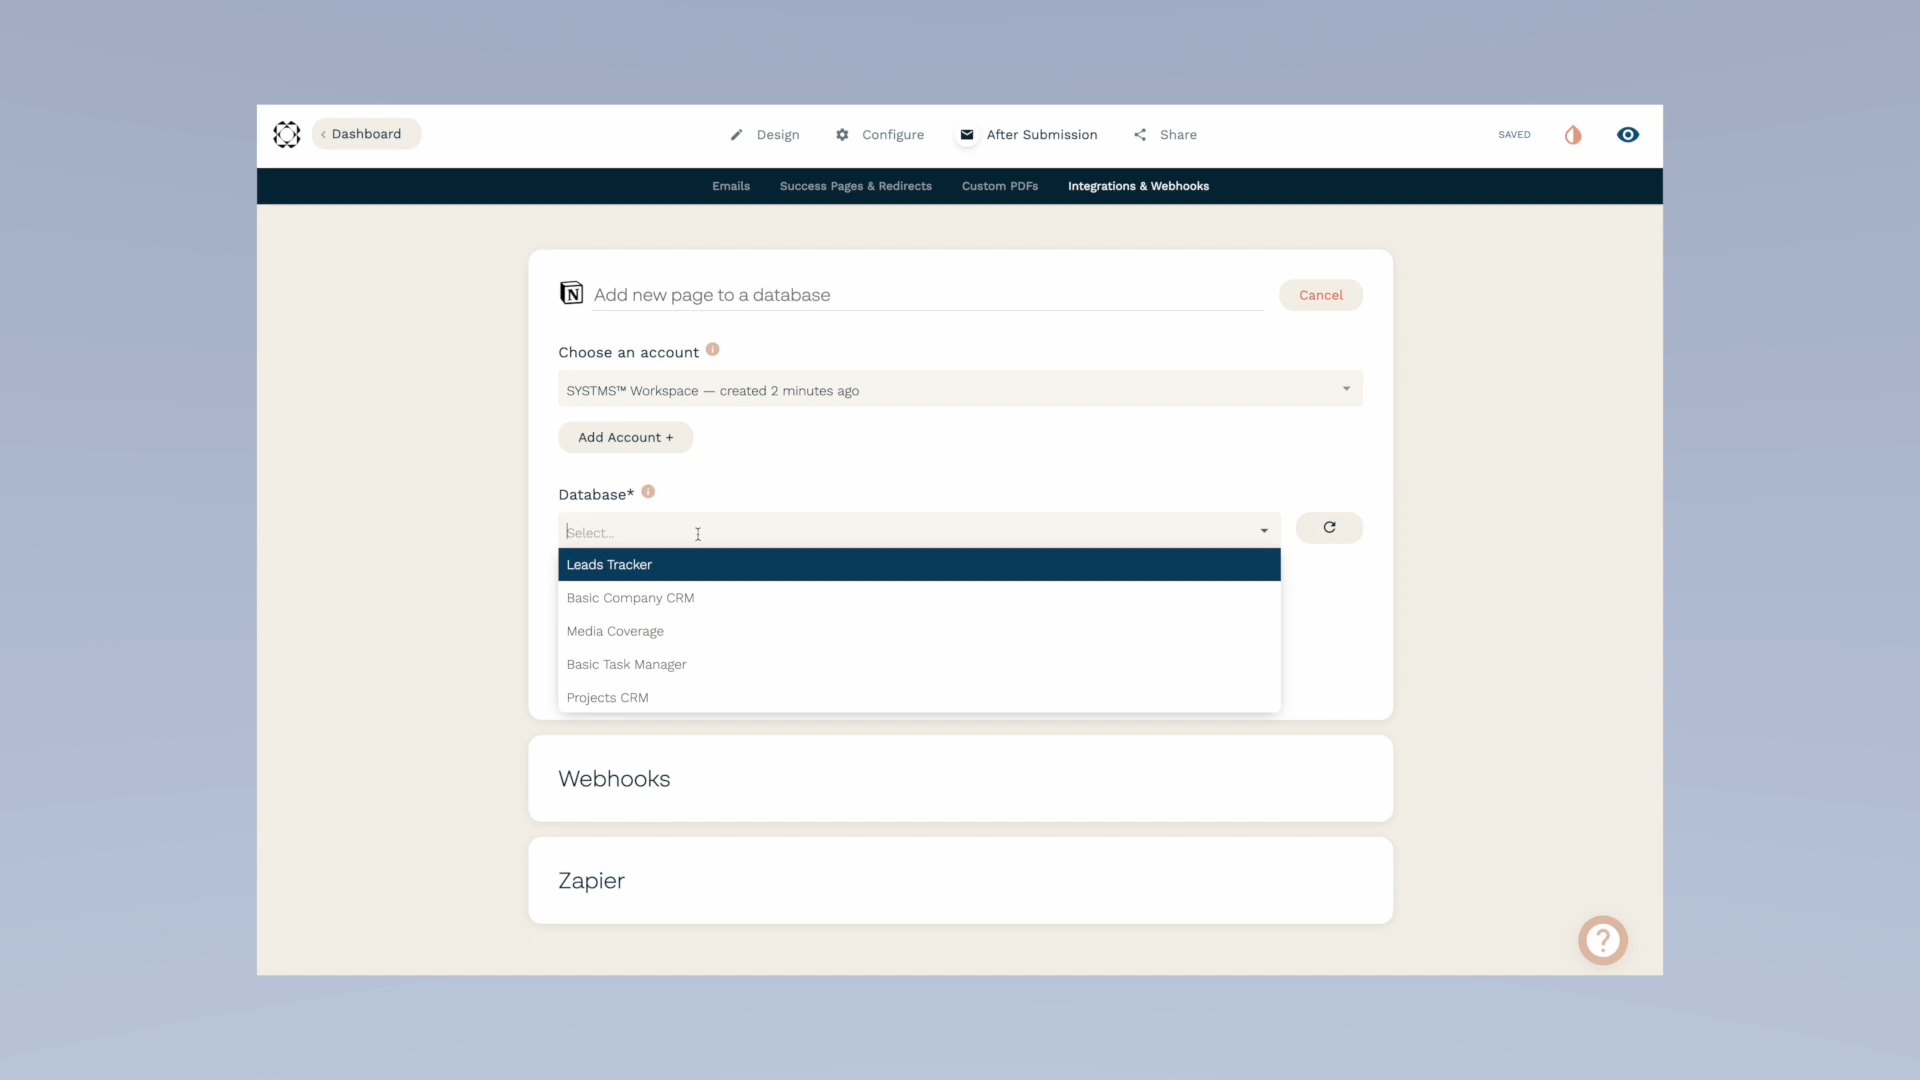 ‹ Dashboard
Design
Configure
After Submission
Share
SAVED
Emails
Success Pages & Redirects
Custom PDFs
Integrations & Webhooks
N
Add new page to a database
Cancel
Choose an account
SYSTMS™ Workspace — created 2 minutes ago
Add Account +
Database*
Select...
Leads Tracker
Basic Company CRM
Media Coverage
Basic Task Manager
Projects CRM
Webhooks
Zapier
?